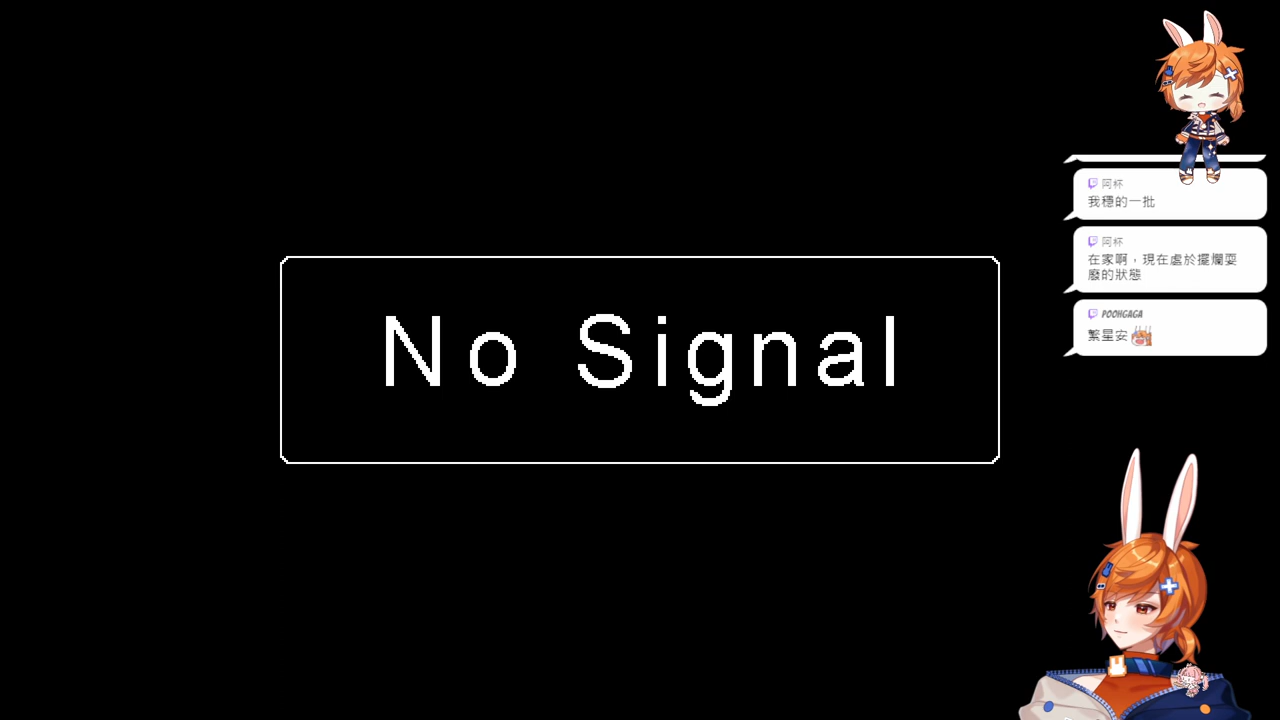 No Signal
阿杯
我穩的一批
阿杯
在家啊，現在處於擺爛耍
廢的狀態
POOHGAGA
繁星安